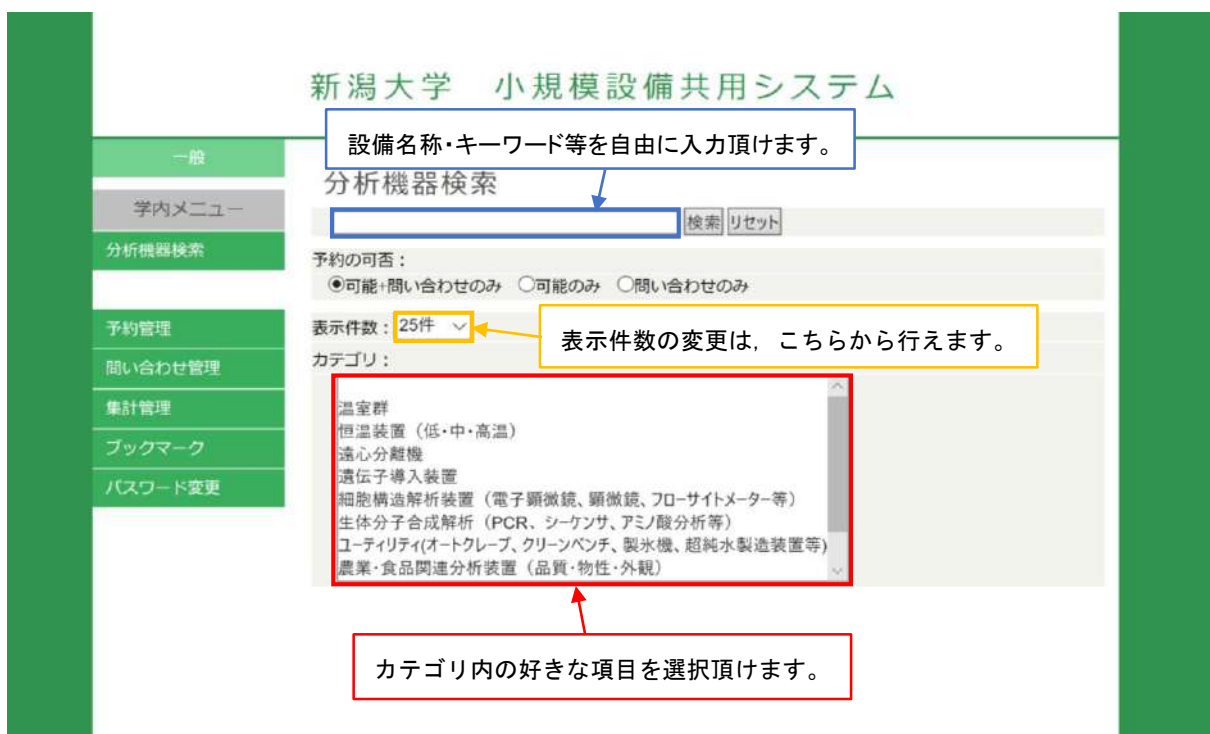 新潟大学 小規模設備共用システム
設備名称・キーワード等を自由に入力頂けます。
一般
学内メニュー
分析機器検索
予約管理
問い合わせ管理
集計管理
ブックマーク
パスワード変更
分析機器検索
検索 リセット
予約の可否：
可能+問い合わせのみ 可能のみ 問い合わせのみ
表示件数： 25件
表示件数の変更は， こちらから行えます。
カテゴリ：
温室群
恒温装置（低・中・高温）
遠心分離機
遺伝子導入装置
細胞構造解析装置（電子顕微鏡、顕微鏡、フローサイトメーター等）
生体分子合成解析（PCR、シーケンサ、アミノ酸分析等）
ユーティリティ(オートクレーブ、クリーンベンチ、製氷機、超純水製造装置等)
農業・食品関連分析装置（品質・物性・外観）
カテゴリ内の好きな項目を選択頂けます。